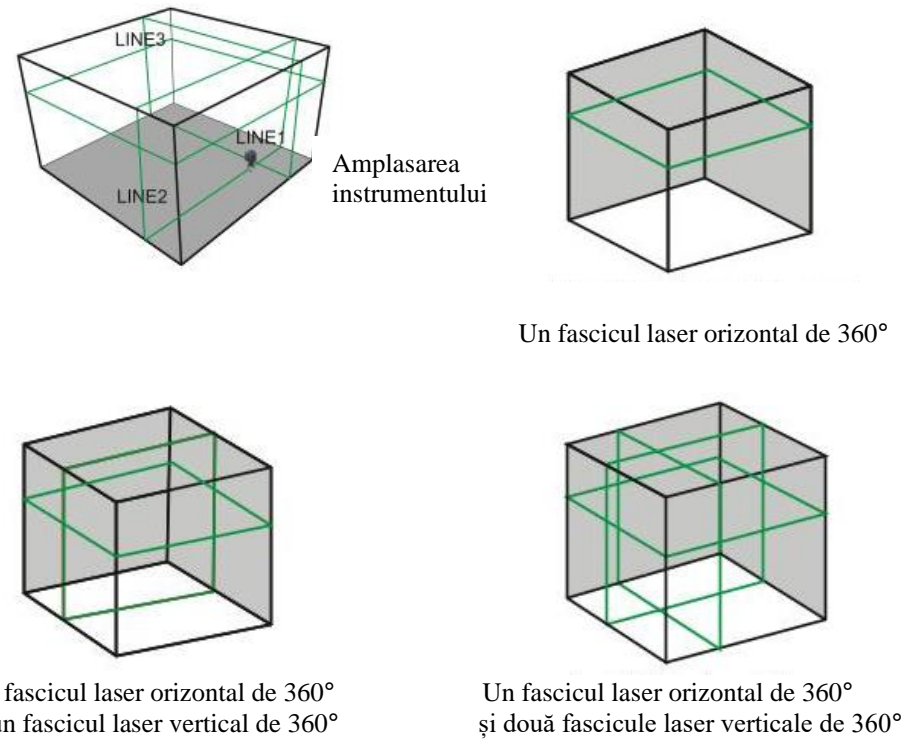 LINE3
LINE1
LINE2
Amplasarea
instrumentului
Un fascicul laser orizontal de 360°
fascicul laser orizontal de 360°
un fascicul laser vertical de 360°
Un fascicul laser orizontal de 360°
și două fascicule laser verticale de 360°